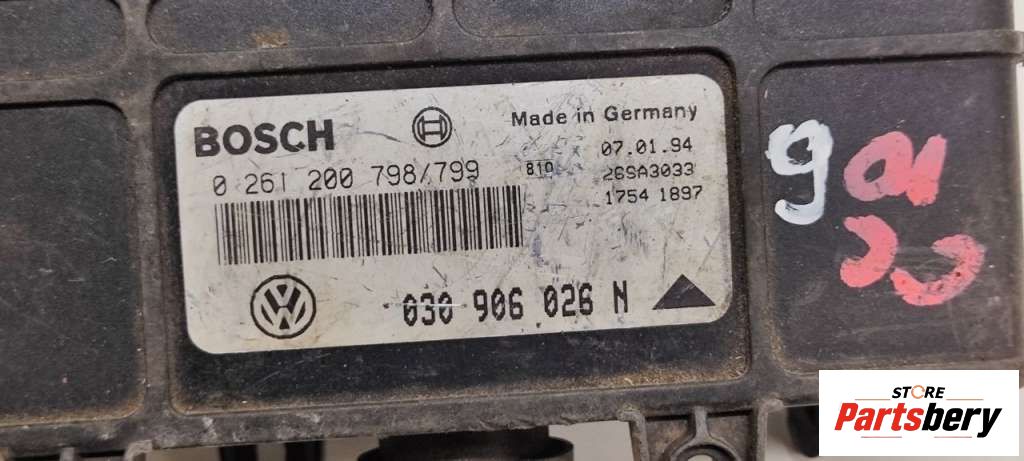 BOSCH
Made in Germany
0 261 200 798/799
810
07.01.94
26SA3033
1754 1897
030 906 026 N
9
STORE
Partsbery